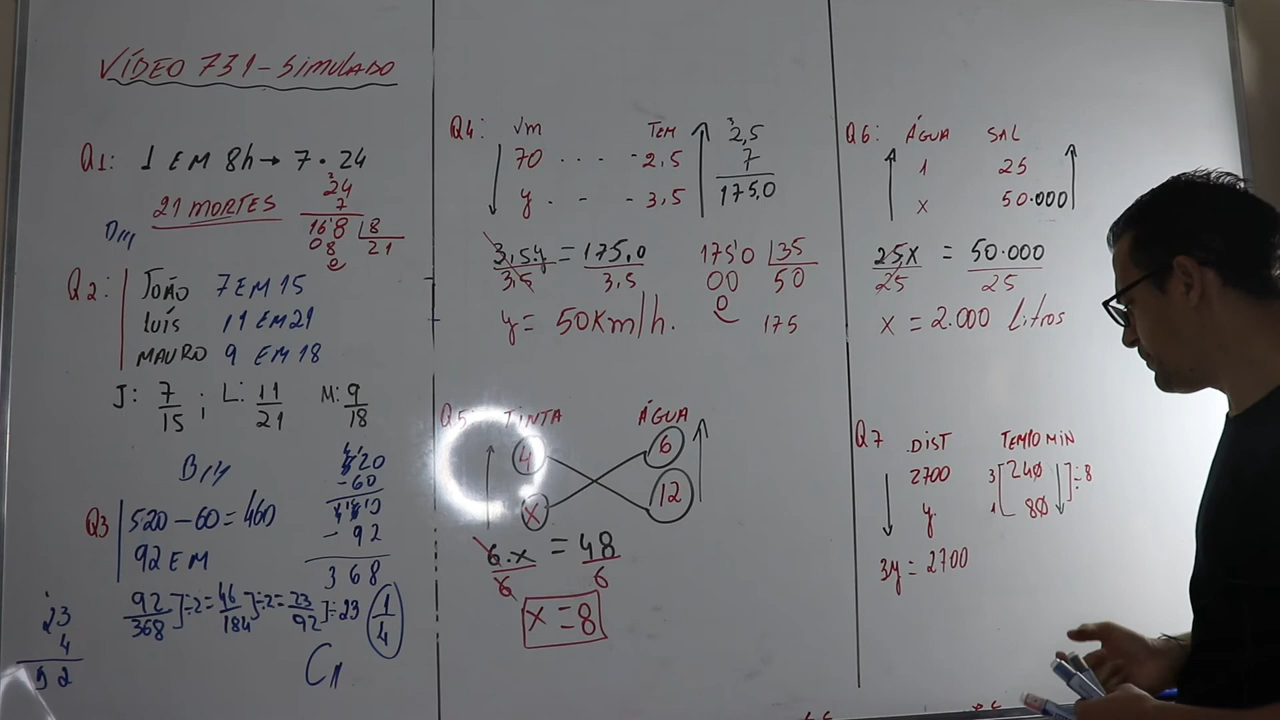 VÍDEO 731 - SIMULADO
Q1: 1 EM 8h → 7 · 24
21 MORTES
24
7
168 8
08 21
Q2: JOÃO 7 EM 15
LUÍS 11 EM 21
MAURO 9 EM 18
J: 7/15 ; L: 11/21 M: 9/18
Q3 520 - 60 = 460
92 EM
520
-60
460
- 92
368
92/368 ]÷2= 46/184 ]÷2= 23/92 ]÷23 1/4
23
4
92
Q4: Vm TEM
70 .... - 2,5
y . - - 3,5
2,5
7
175,0
3,5y/3,5 = 175,0/3,5
1750 35
00 50
0
175
y = 50Km/h.
Q5: TINTA ÁGUA
4 6
x 12
6.x/6 = 48/6
x = 8
Q6: ÁGUA SAL
1 25
x 50.000
25x/25 = 50.000/25
x = 2.000 Litros
Q7 DIST TEMPO MIN
2700 3 240 ÷8
y 1 80
3y = 2700